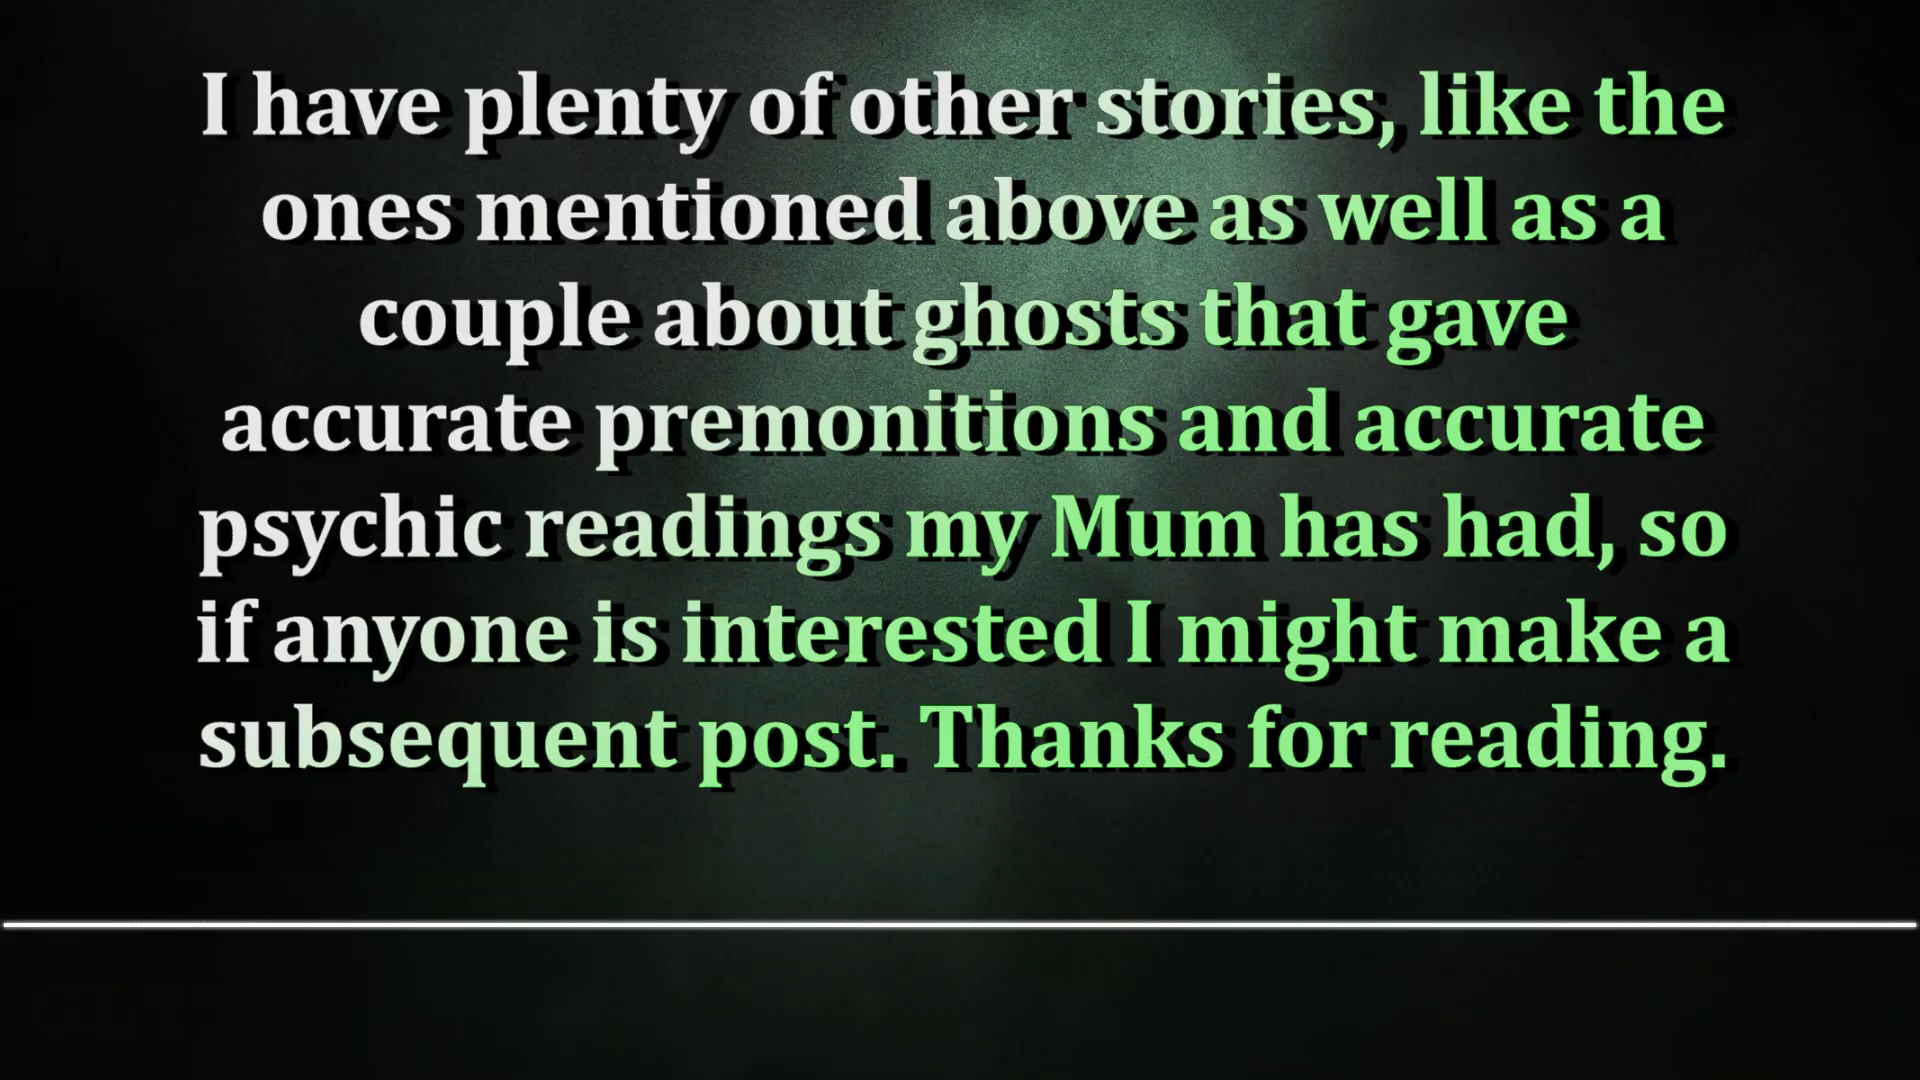 I have plenty of other stories, like the
ones mentioned above as well as a
couple about ghosts that gave
accurate premonitions and accurate
psychic readings my Mum has had, so
if anyone is interested I might make a
subsequent post. Thanks for reading.